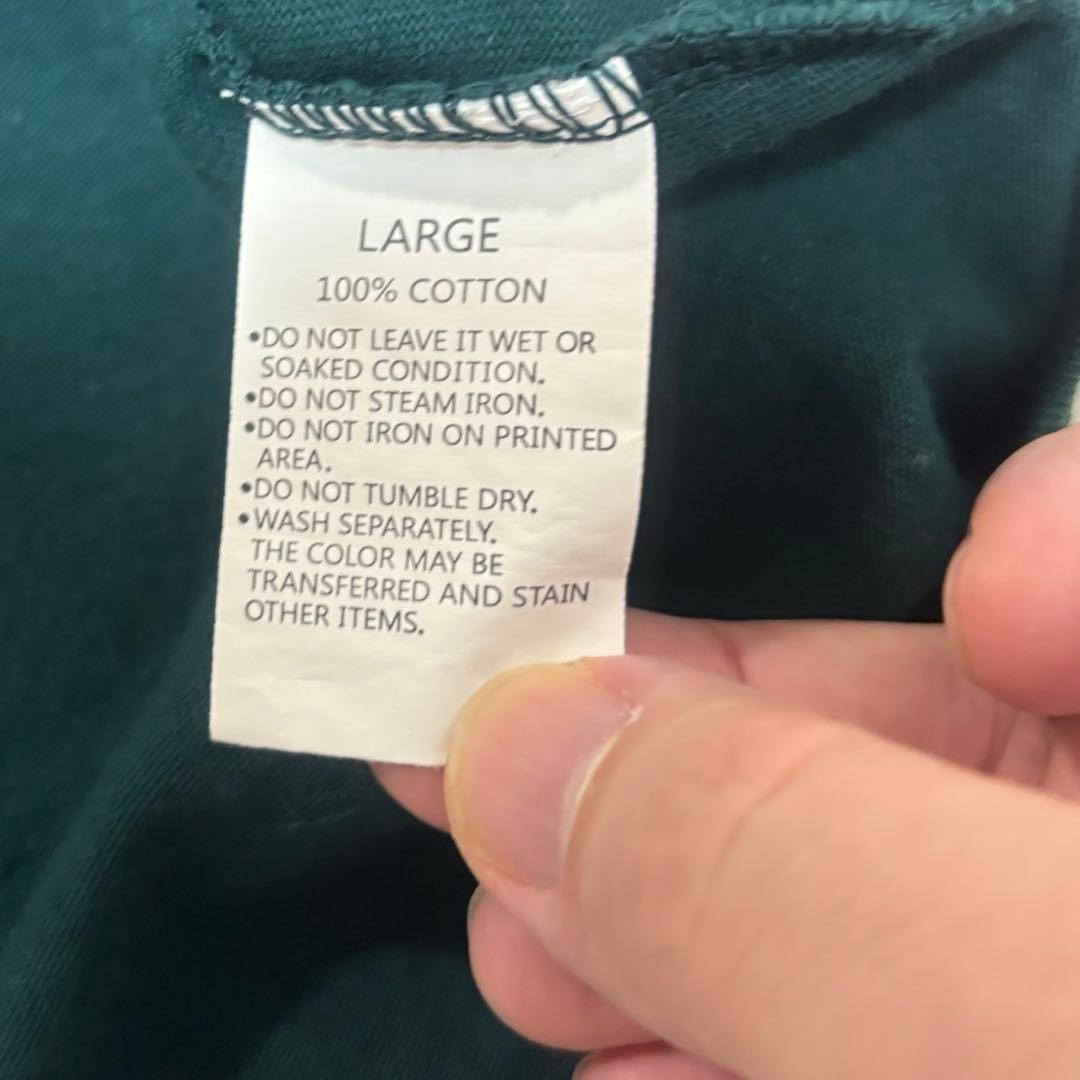 LARGE
100% COTTON
•DO NOT LEAVE IT WET OR
SOAKED CONDITION.
•DO NOT STEAM IRON.
•DO NOT IRON ON PRINTED
AREA.
•DO NOT TUMBLE DRY.
•WASH SEPARATELY.
THE COLOR MAY BE
TRANSFERRED AND STAIN
OTHER ITEMS.